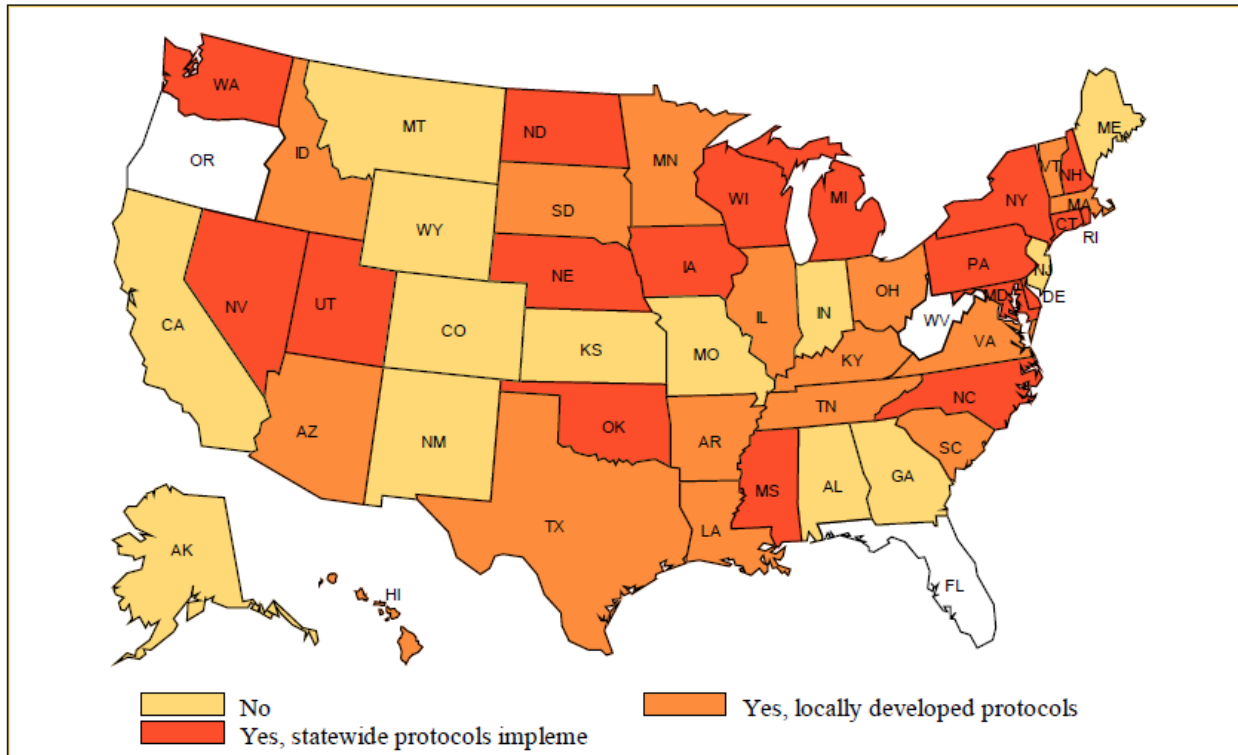 WA
MT
ND
MN
ME
OR
ID
VT
NH
WI
MI
NY
MA
SD
CT
RI
WY
PA
IA
NE
NJ
OH
MD
DE
NV
UT
IL
IN
WV
CA
CO
VA
KS
MO
KY
NC
TN
AZ
OK
NM
AR
SC
MS
AL
GA
TX
LA
AK
FL
HI
No
Yes, locally developed protocols
Yes, statewide protocols impleme